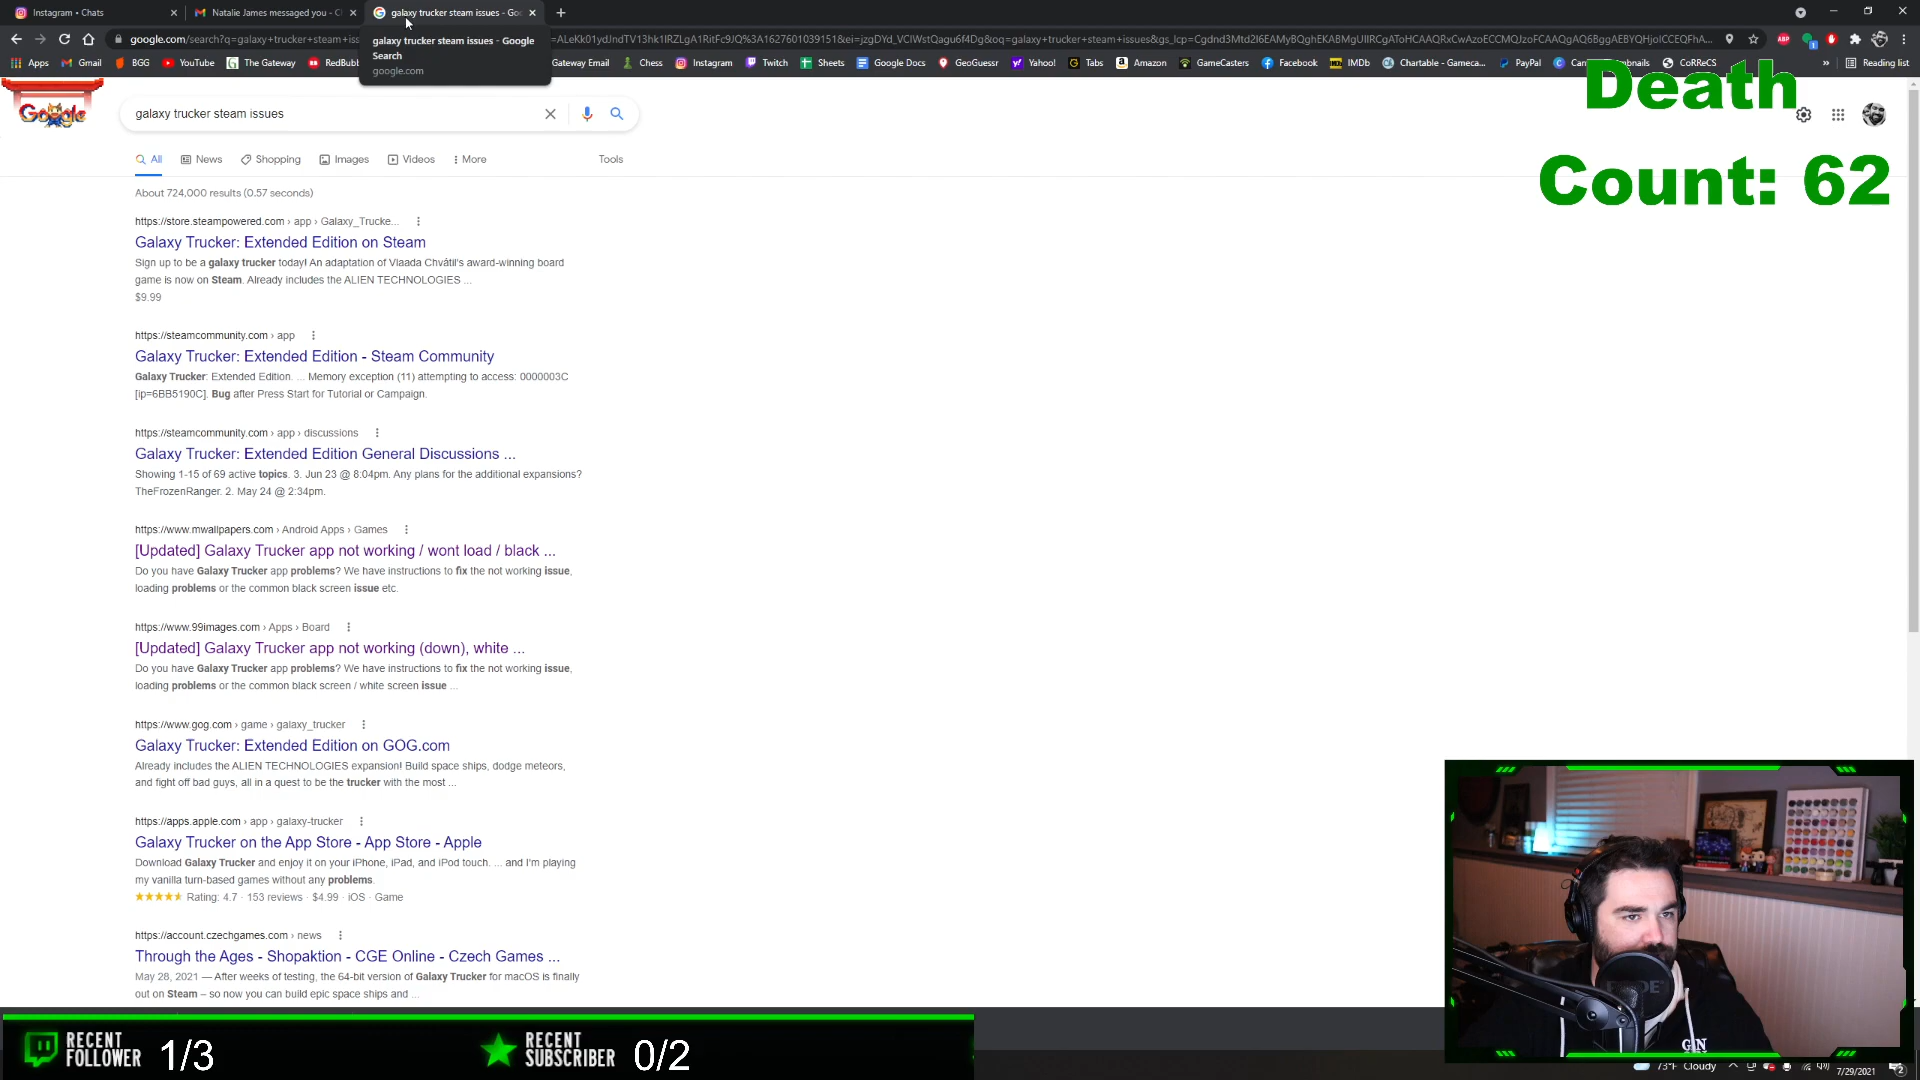 Instagram • Chats
Natalie James messaged you - C
galaxy trucker steam issues - Goo
google.com/search?q=galaxy+trucker+steam+iss
galaxy trucker steam issues - Google
Search
google.com
Apps
Gmail
BGG
YouTube
The Gateway
RedBubb
Gateway Email
Chess
Instagram
Twitch
Sheets
Google Docs
GeoGuessr
Yahoo!
Tabs
Amazon
GameCasters
Facebook
IMDb
Chartable - Gameca...
PayPal
CoRReCS
»
Reading list
Death
Count: 62
Google
galaxy trucker steam issues
All
News
Shopping
Images
Videos
More
Tools
About 724,000 results (0.57 seconds)
https://store.steampowered.com › app › Galaxy_Trucke...
Galaxy Trucker: Extended Edition on Steam
Sign up to be a galaxy trucker today! An adaptation of Vlaada Chvátil's award-winning board
game is now on Steam. Already includes the ALIEN TECHNOLOGIES ...
$9.99
https://steamcommunity.com › app
Galaxy Trucker: Extended Edition - Steam Community
Galaxy Trucker: Extended Edition. ... Memory exception (11) attempting to access: 0000003C
[ip=6BB5190C]. Bug after Press Start for Tutorial or Campaign.
https://steamcommunity.com › app › discussions
Galaxy Trucker: Extended Edition General Discussions ...
Showing 1-15 of 69 active topics. 3. Jun 23 @ 8:04pm. Any plans for the additional expansions?
TheFrozenRanger. 2. May 24 @ 2:34pm.
https://www.mwallpapers.com › Android Apps › Games
[Updated] Galaxy Trucker app not working / wont load / black ...
Do you have Galaxy Trucker app problems? We have instructions to fix the not working issue,
loading problems or the common black screen issue etc.
https://www.99images.com › Apps › Board
[Updated] Galaxy Trucker app not working (down), white ...
Do you have Galaxy Trucker app problems? We have instructions to fix the not working issue,
loading problems or the common black screen / white screen issue ...
https://www.gog.com › game › galaxy_trucker
Galaxy Trucker: Extended Edition on GOG.com
Already includes the ALIEN TECHNOLOGIES expansion! Build space ships, dodge meteors,
and fight off bad guys, all in a quest to be the trucker with the most ...
https://apps.apple.com › app › galaxy-trucker
Galaxy Trucker on the App Store - App Store - Apple
Download Galaxy Trucker and enjoy it on your iPhone, iPad, and iPod touch. ... and I'm playing
my vanilla turn-based games without any problems.
Rating: 4.7 · 153 reviews · $4.99 · iOS · Game
https://account.czechgames.com › news
Through the Ages - Shopaktion - CGE Online - Czech Games ...
May 28, 2021 — After weeks of testing, the 64-bit version of Galaxy Trucker for macOS is finally
out on Steam – so now you can build epic space ships and ...
RECENT
FOLLOWER
1/3
RECENT
SUBSCRIBER
0/2
73°F Cloudy
7/29/2021